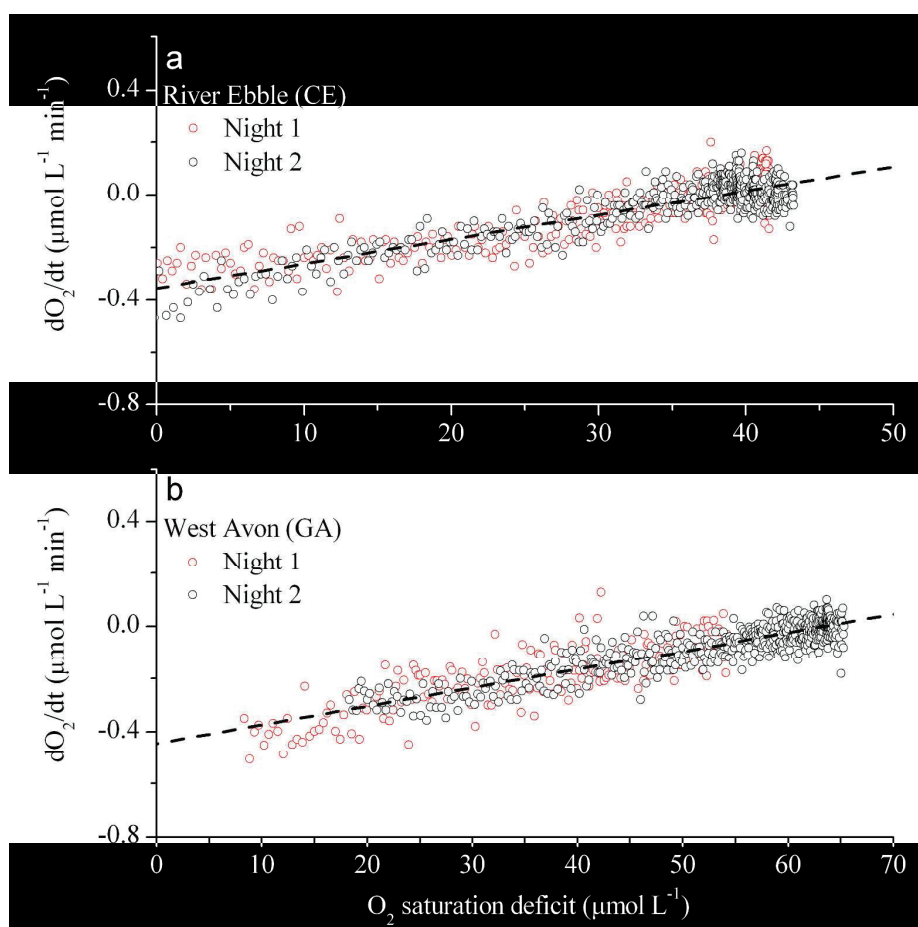 a
River Ebble (CE)
Night 1
Night 2
dO₂/dt (μmol L⁻¹ min⁻¹)
0.4
0.0
-0.4
-0.8
0 10 20 30 40 50
b
West Avon (GA)
Night 1
Night 2
dO₂/dt (μmol L⁻¹ min⁻¹)
0.4
0.0
-0.4
-0.8
0 10 20 30 40 50 60 70
O₂ saturation deficit (μmol L⁻¹)